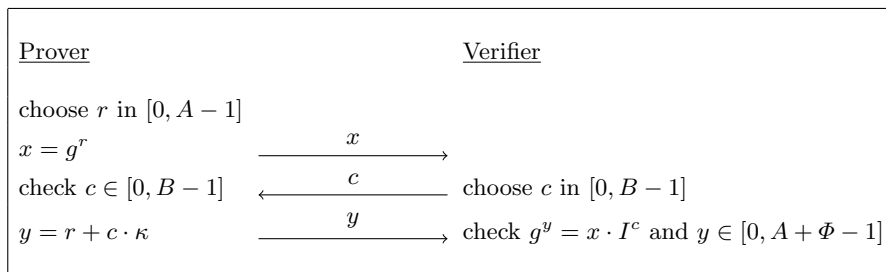 Prover Verifier
choose r in [0, A − 1]
x = g^r x
check c ∈ [0, B − 1] c choose c in [0, B − 1]
y = r + c · κ y check g^y = x · I^c and y ∈ [0, A + Φ − 1]